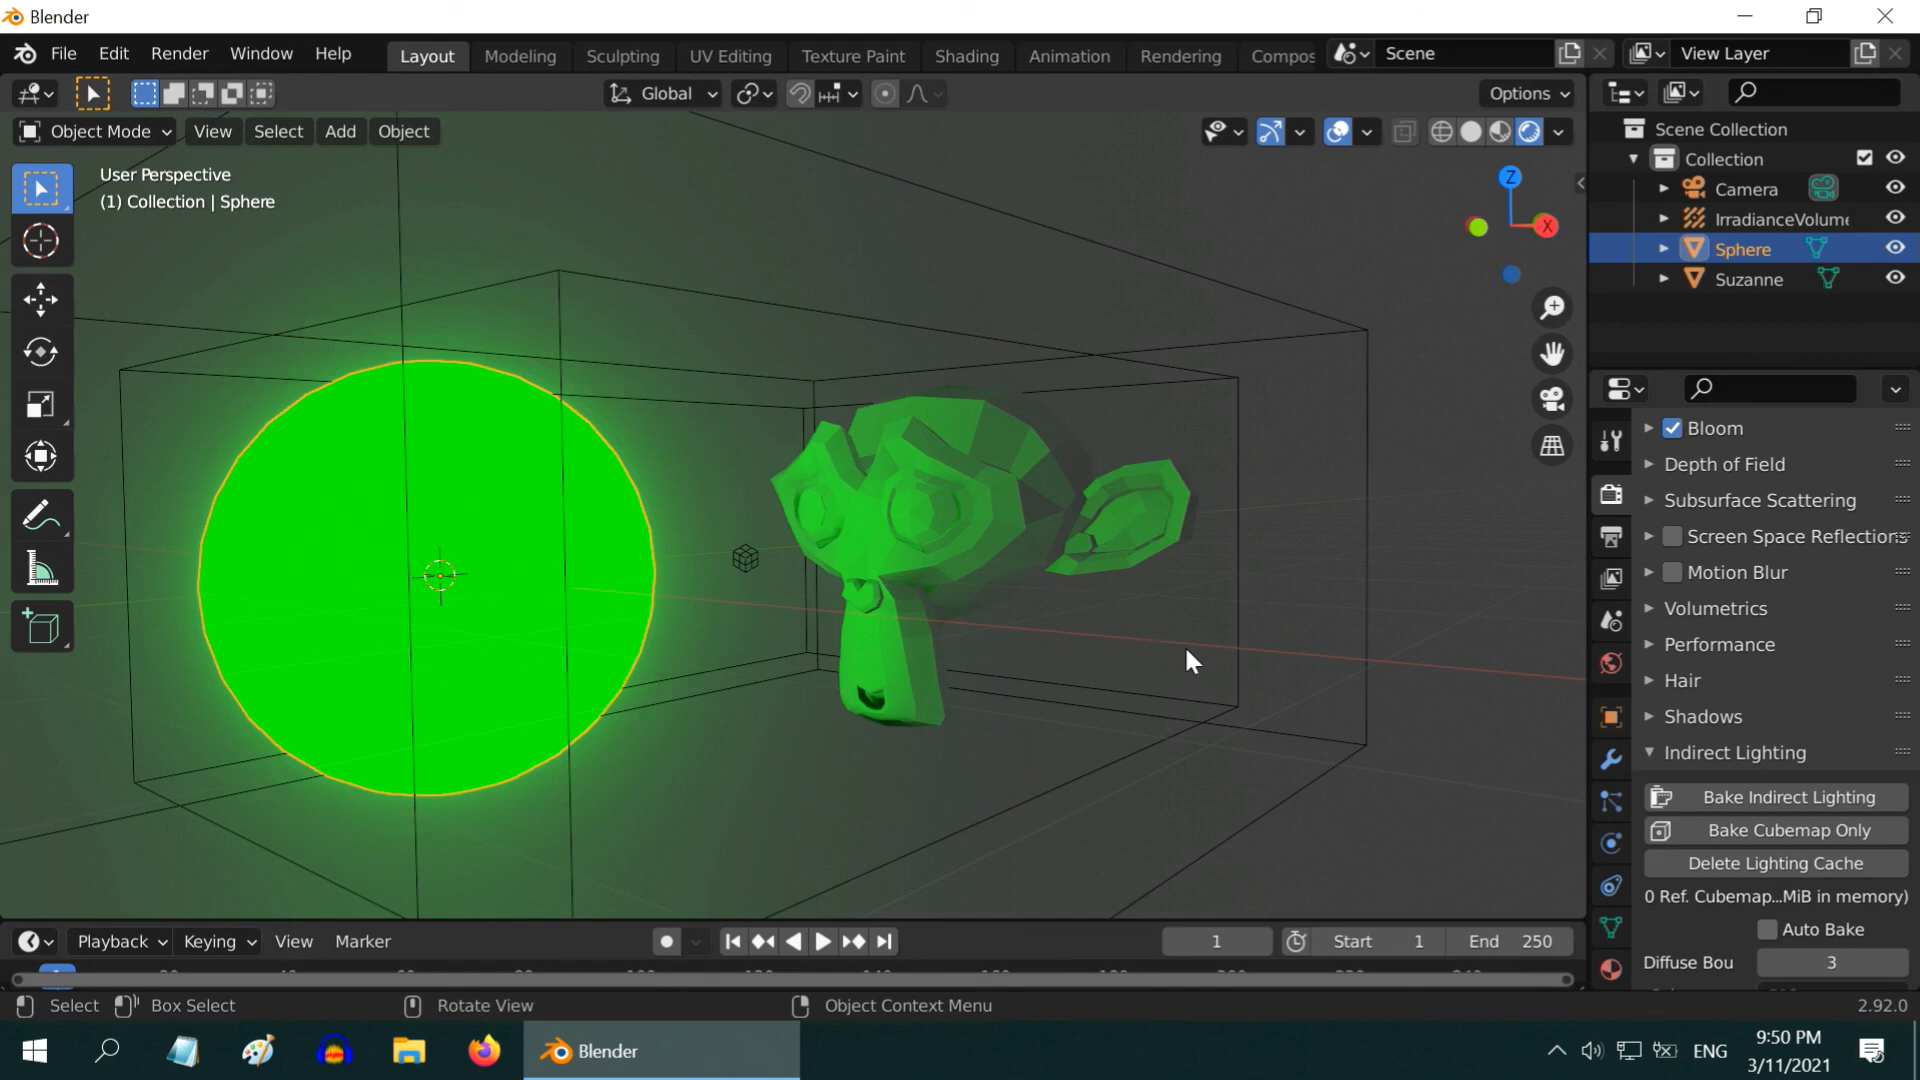 Blender
File Edit Render Window Help Layout Modeling Sculpting UV Editing Texture Paint Shading Animation Rendering Compos Scene View Layer
Global Options
Object Mode View Select Add Object
User Perspective
(1) Collection | Sphere
Z
X
Scene Collection
Collection
Camera
IrradianceVolume
Sphere
Suzanne
Bloom
Depth of Field
Subsurface Scattering
Screen Space Reflections
Motion Blur
Volumetrics
Performance
Hair
Shadows
Indirect Lighting
Bake Indirect Lighting
Bake Cubemap Only
Delete Lighting Cache
0 Ref. Cubemap...MiB in memory)
Auto Bake
Diffuse Bou 3
Playback Keying View Marker 1 Start 1 End 250
Select Box Select Rotate View Object Context Menu 2.92.0
Blender ENG 9:50 PM
3/11/2021